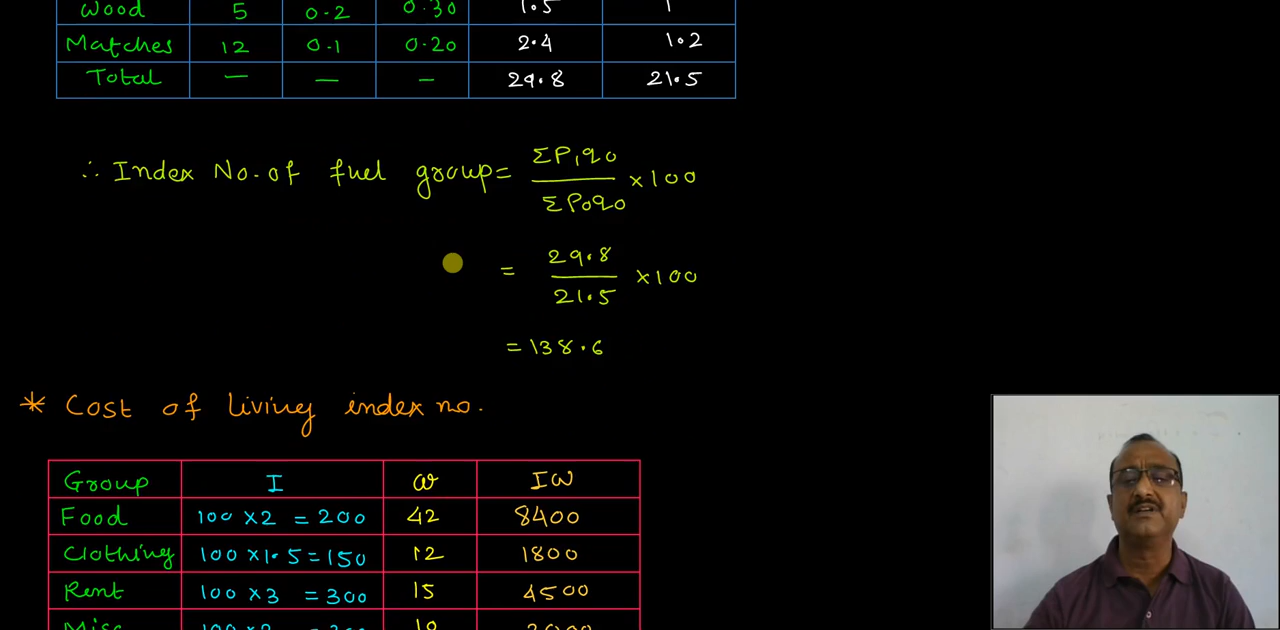 Wood 5 0.2 0.30 1.5 1
Matches 12 0.1 0.20 2.4 1.2
Total — — — 29.8 21.5
∴ Index No. of fuel group = ΣP₁q₀ / ΣP₀q₀ ×100
= 29.8 / 21.5 ×100
= 138.6
* Cost of living index no.
Group I ω Iω
Food 100 ×2 = 200 42 8400
Clothing 100 ×1.5 = 150 12 1800
Rent 100 ×3 = 300 15 4500
Misc